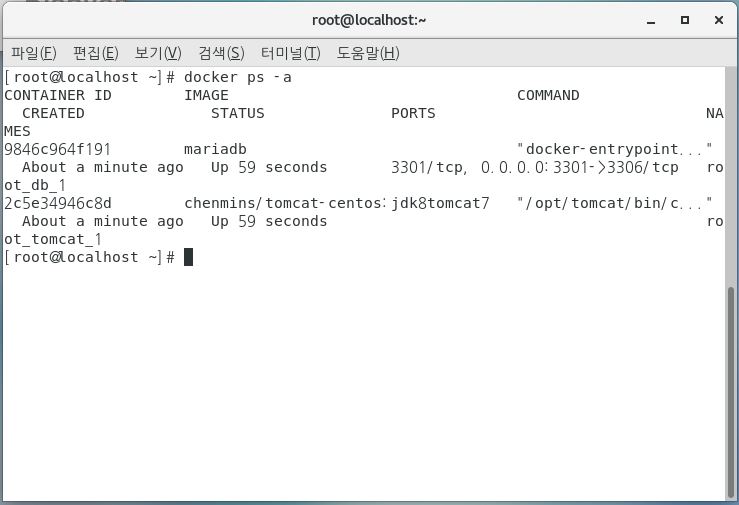 root@localhost:~
파일(F) 편집(E) 보기(V) 검색(S) 터미널(T) 도움말(H)
[root@localhost ~]# docker ps -a
CONTAINER ID        IMAGE                                COMMAND
  CREATED              STATUS              PORTS                              NA
MES
9846c964f191        mariadb                              "docker-entrypoint..."
  About a minute ago   Up 59 seconds       3301/tcp, 0.0.0.0:3301->3306/tcp   ro
ot_db_1
2c5e34946c8d        chenmins/tomcat-centos:jdk8tomcat7   "/opt/tomcat/bin/c..."
  About a minute ago   Up 59 seconds                                          ro
ot_tomcat_1
[root@localhost ~]#